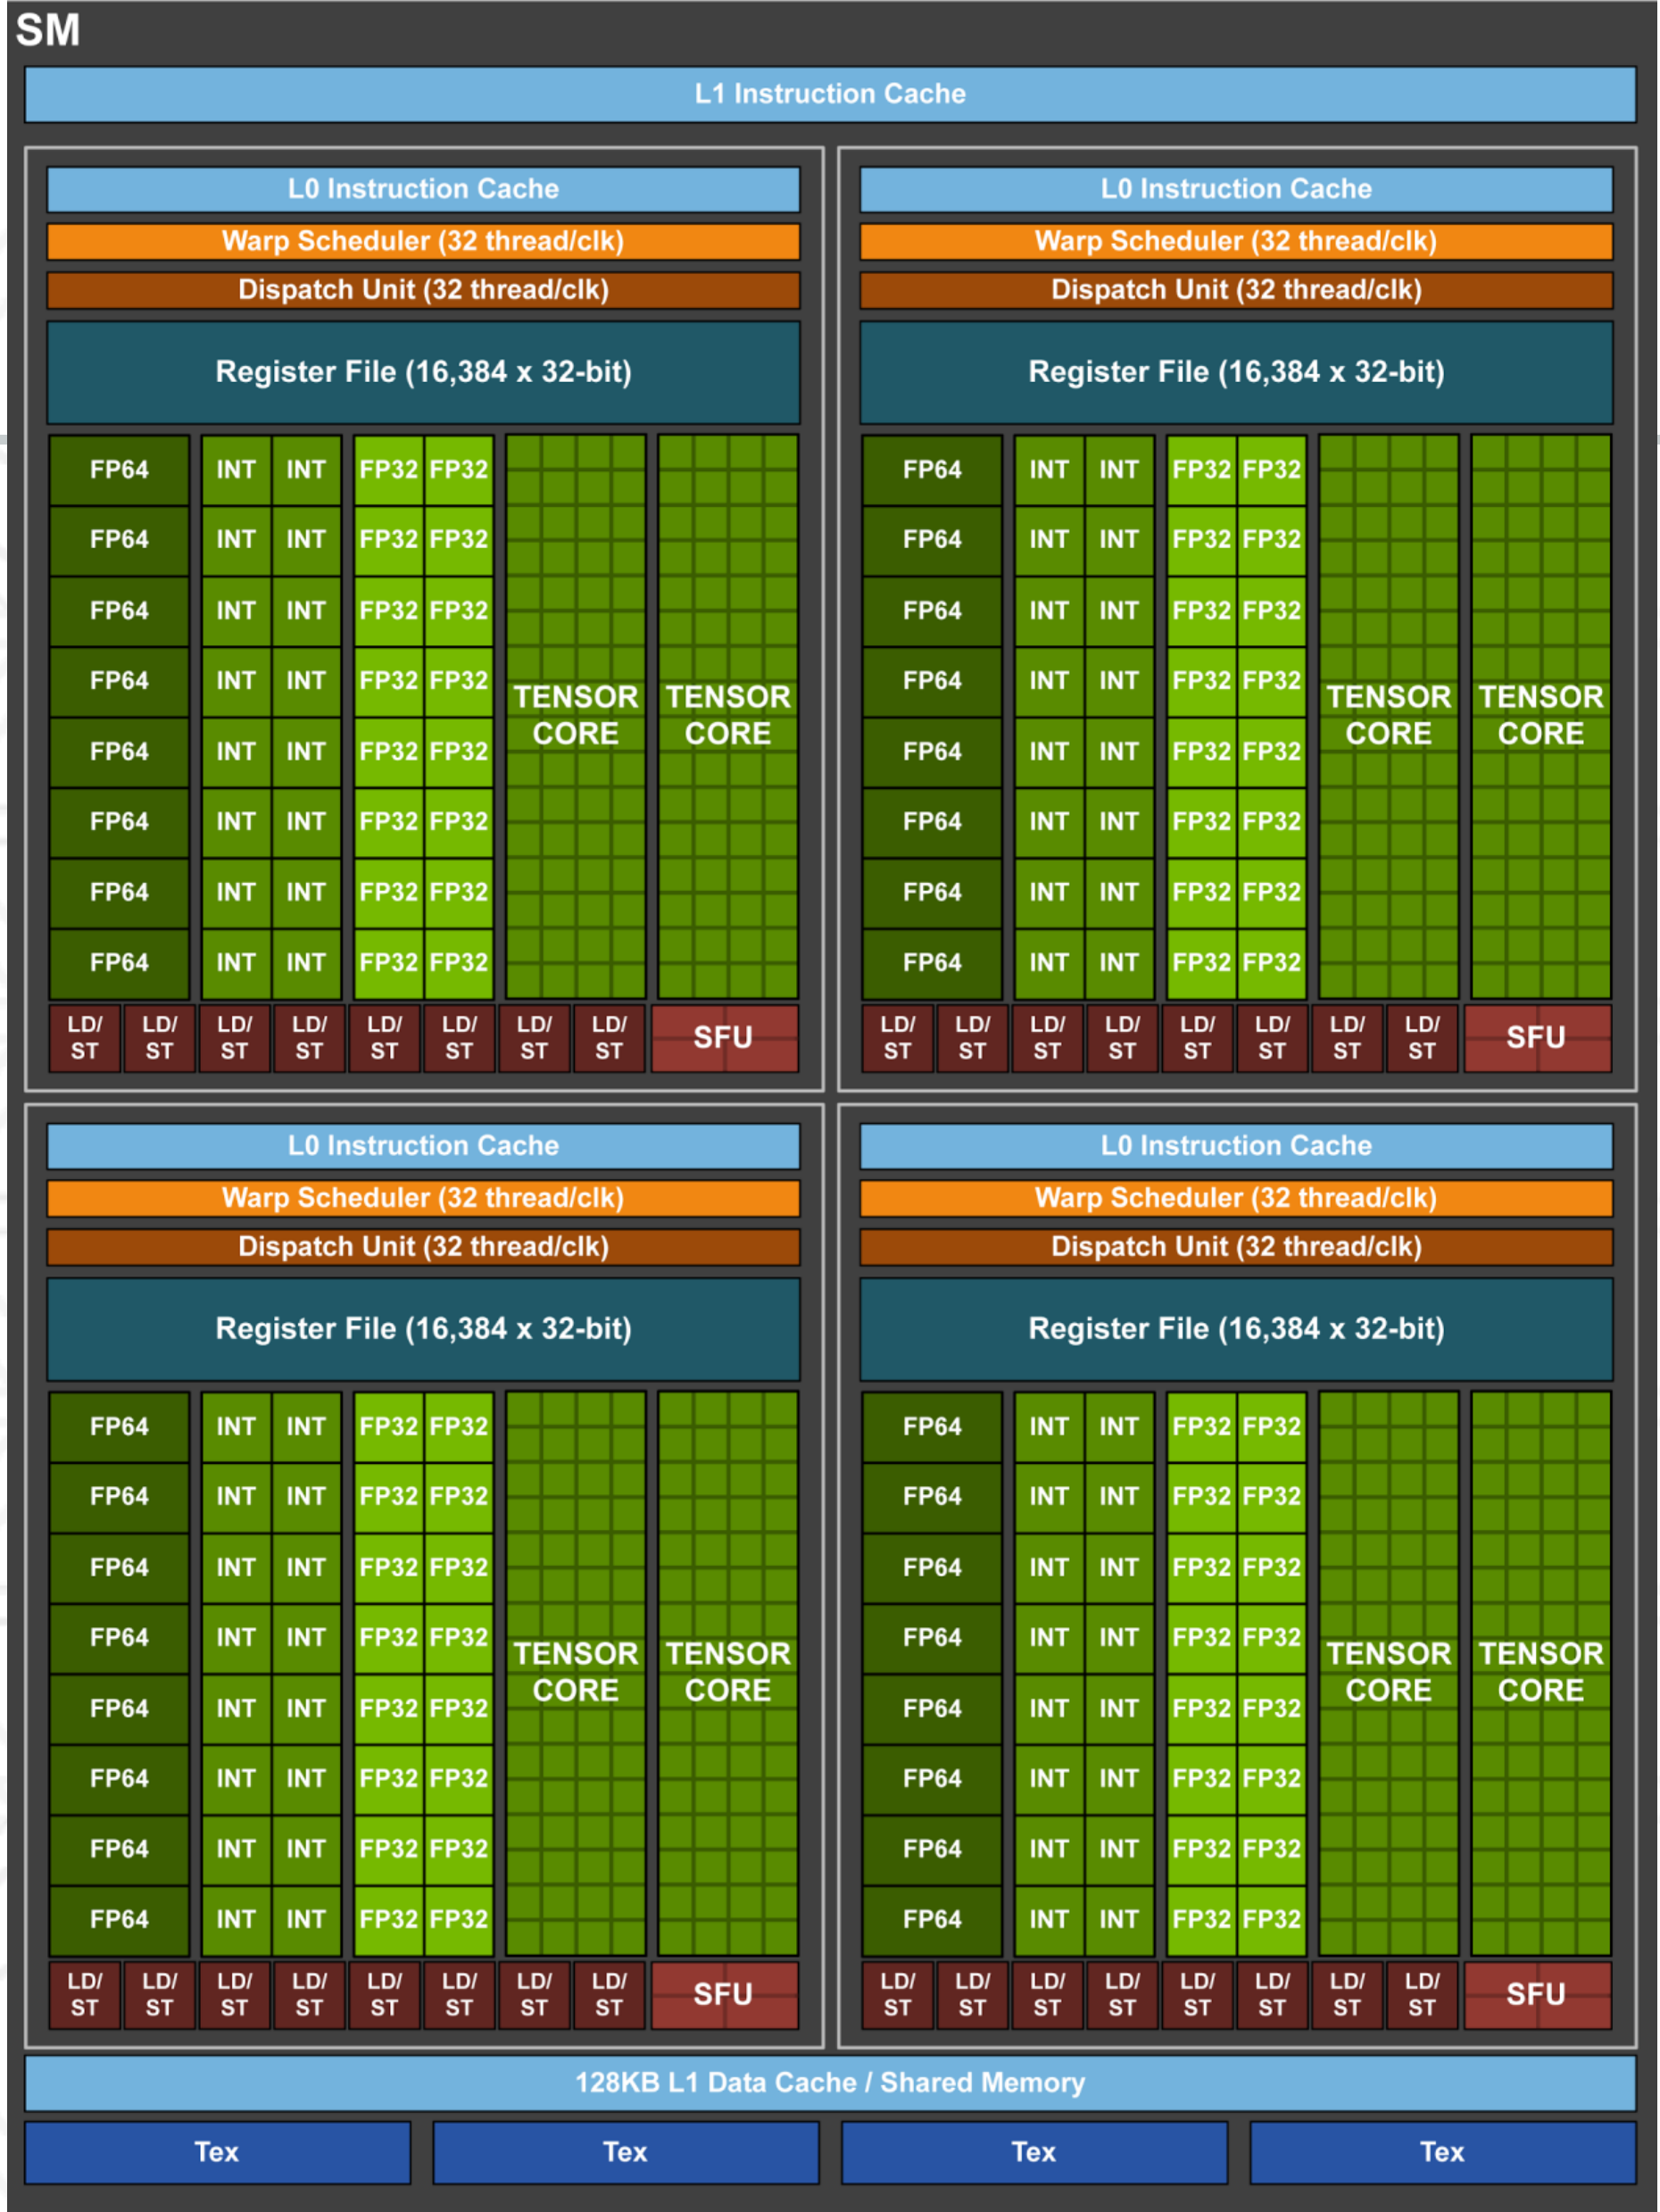 SM
L1 Instruction Cache
L0 Instruction Cache
Warp Scheduler (32 thread/clk)
Dispatch Unit (32 thread/clk)
Register File (16,384 x 32-bit)
FP64 INT INT FP32 FP32
FP64 INT INT FP32 FP32
FP64 INT INT FP32 FP32
FP64 INT INT FP32 FP32
FP64 INT INT FP32 FP32
FP64 INT INT FP32 FP32
FP64 INT INT FP32 FP32
FP64 INT INT FP32 FP32
TENSOR
CORE
TENSOR
CORE
LD/ LD/ LD/ LD/ LD/ LD/ LD/ LD/
ST ST ST ST ST ST ST ST
SFU
L0 Instruction Cache
Warp Scheduler (32 thread/clk)
Dispatch Unit (32 thread/clk)
Register File (16,384 x 32-bit)
FP64 INT INT FP32 FP32
FP64 INT INT FP32 FP32
FP64 INT INT FP32 FP32
FP64 INT INT FP32 FP32
FP64 INT INT FP32 FP32
FP64 INT INT FP32 FP32
FP64 INT INT FP32 FP32
FP64 INT INT FP32 FP32
TENSOR
CORE
TENSOR
CORE
LD/ LD/ LD/ LD/ LD/ LD/ LD/ LD/
ST ST ST ST ST ST ST ST
SFU
L0 Instruction Cache
Warp Scheduler (32 thread/clk)
Dispatch Unit (32 thread/clk)
Register File (16,384 x 32-bit)
FP64 INT INT FP32 FP32
FP64 INT INT FP32 FP32
FP64 INT INT FP32 FP32
FP64 INT INT FP32 FP32
FP64 INT INT FP32 FP32
FP64 INT INT FP32 FP32
FP64 INT INT FP32 FP32
FP64 INT INT FP32 FP32
TENSOR
CORE
TENSOR
CORE
LD/ LD/ LD/ LD/ LD/ LD/ LD/ LD/
ST ST ST ST ST ST ST ST
SFU
L0 Instruction Cache
Warp Scheduler (32 thread/clk)
Dispatch Unit (32 thread/clk)
Register File (16,384 x 32-bit)
FP64 INT INT FP32 FP32
FP64 INT INT FP32 FP32
FP64 INT INT FP32 FP32
FP64 INT INT FP32 FP32
FP64 INT INT FP32 FP32
FP64 INT INT FP32 FP32
FP64 INT INT FP32 FP32
FP64 INT INT FP32 FP32
TENSOR
CORE
TENSOR
CORE
LD/ LD/ LD/ LD/ LD/ LD/ LD/ LD/
ST ST ST ST ST ST ST ST
SFU
128KB L1 Data Cache / Shared Memory
Tex Tex Tex Tex